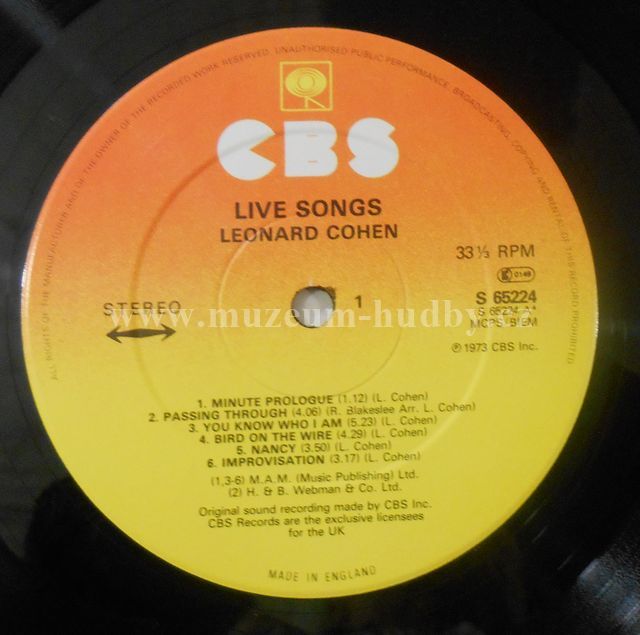 ALL RIGHTS OF THE MANUFACTURER AND OF THE OWNER OF THE RECORDED WORK RESERVED. UNAUTHORISED PUBLIC PERFORMANCE, BROADCASTING, COPYING AND RENTAL OF THIS RECORD PROHIBITED
CBS
LIVE SONGS
LEONARD COHEN
33⅓ RPM
K 0149
STEREO
1
S 65224
S 65224-A1
MCPS-BIEM
℗ 1973 CBS Inc.
www.muzeum-hudby.cz
1. MINUTE PROLOGUE (1.12) (L. Cohen)
2. PASSING THROUGH (4.06) (R. Blakeslee Arr. L. Cohen)
3. YOU KNOW WHO I AM (5.23) (L. Cohen)
4. BIRD ON THE WIRE (4.29) (L. Cohen)
5. NANCY (3.50) (L. Cohen)
6. IMPROVISATION (3.17) (L. Cohen)
(1,3-6) M.A.M. (Music Publishing) Ltd.
(2) H. & B. Webman & Co. Ltd.
Original sound recording made by CBS Inc.
CBS Records are the exclusive licensees
for the UK
MADE IN ENGLAND